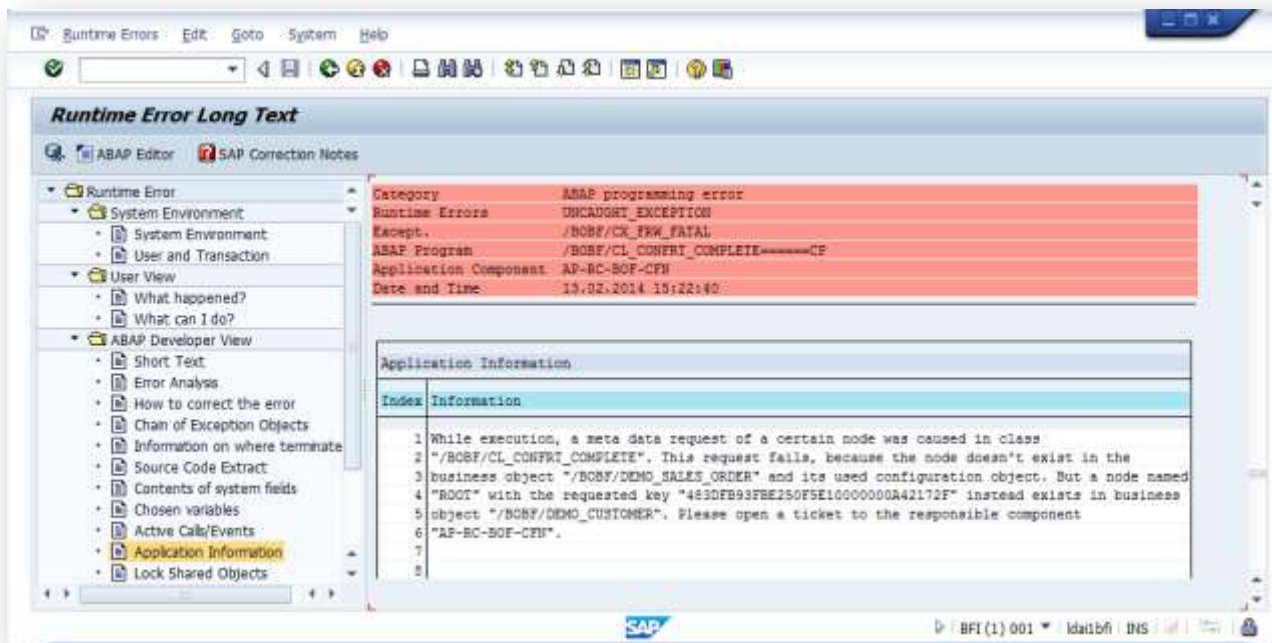 Runtime Errors Edit Goto System Help
Runtime Error Long Text
ABAP Editor SAP Correction Notes
Runtime Error
System Environment
System Environment
User and Transaction
User View
What happened?
What can I do?
ABAP Developer View
Short Text
Error Analysis
How to correct the error
Chain of Exception Objects
Information on where terminate
Source Code Extract
Contents of system fields
Chosen variables
Active Calls/Events
Application Information
Lock Shared Objects
Category ABAP programming error
Runtime Errors UNCAUGHT_EXCEPTION
Except. /BOBF/CX_FRW_FATAL
ABAP Program /BOBF/CL_CONFRT_COMPLETE======CP
Application Component AP-RC-BOF-CFN
Date and Time 13.02.2014 15:22:40
Application Information
Index Information
1 While execution, a meta data request of a certain node was caused in class
2 "/BOBF/CL_CONFRT_COMPLETE". This request fails, because the node doesn't exist in the
3 business object "/BOBF/DEMO_SALES_ORDER" and its used configuration object. But a node named
4 "ROOT" with the requested key "483DFB93FBE250F5E10000000A42172F" instead exists in business
5 object "/BOBF/DEMO_CUSTOMER". Please open a ticket to the responsible component
6 "AP-RC-BOF-CFN".
7
8
SAP
BFI (1) 001 ldai1bfi INS